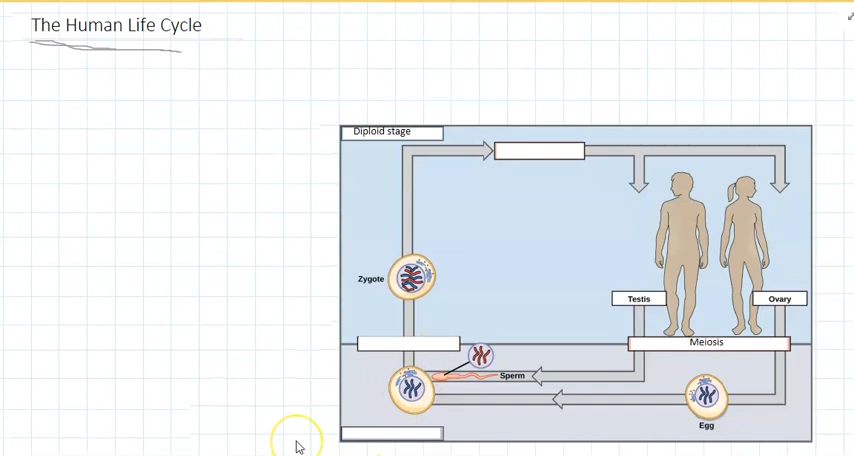 The Human Life Cycle
Diploid stage
Zygote
Testis
Ovary
Meiosis
Sperm
Egg